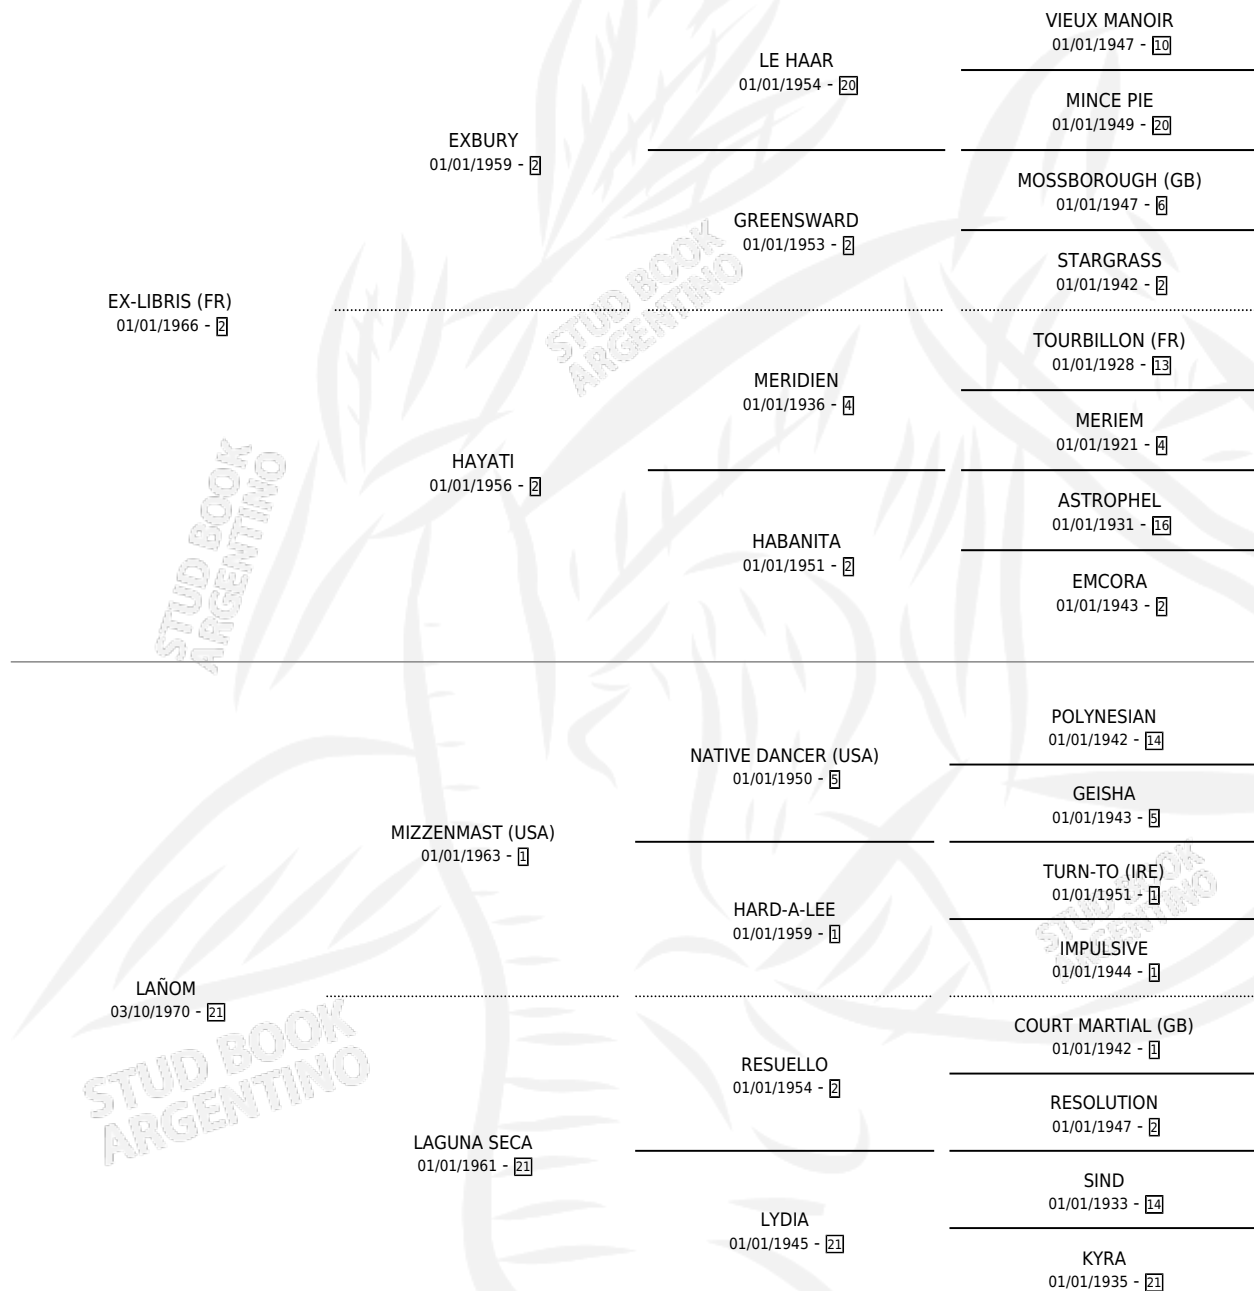 VIEUX MANOIR
01/01/1947 - 10
LE HAAR
01/01/1954 - 20
MINCE PIE
01/01/1949 - 20
EXBURY
01/01/1959 - 2
MOSSBOROUGH (GB)
01/01/1947 - 6
GREENSWARD
01/01/1953 - 2
STARGRASS
01/01/1942 - 2
EX-LIBRIS (FR)
01/01/1966 - 2
TOURBILLON (FR)
01/01/1928 - 13
MERIDIEN
01/01/1936 - 4
MERIEM
01/01/1921 - 4
HAYATI
01/01/1956 - 2
ASTROPHEL
01/01/1931 - 16
HABANITA
01/01/1951 - 2
EMCORA
01/01/1943 - 2
POLYNESIAN
01/01/1942 - 14
NATIVE DANCER (USA)
01/01/1950 - 5
GEISHA
01/01/1943 - 5
MIZZENMAST (USA)
01/01/1963 - 1
TURN-TO (IRE)
01/01/1951 - 1
HARD-A-LEE
01/01/1959 - 1
IMPULSIVE
01/01/1944 - 1
LAÑOM
03/10/1970 - 21
COURT MARTIAL (GB)
01/01/1942 - 1
RESUELLO
01/01/1954 - 2
RESOLUTION
01/01/1947 - 2
LAGUNA SECA
01/01/1961 - 21
SIND
01/01/1933 - 14
LYDIA
01/01/1945 - 21
KYRA
01/01/1935 - 21
STUD BOOK
ARGENTINO
STUD BOOK
ARGENTINO
STUD BOOK
ARGENTINO
STUD BOOK
ARGENTINO